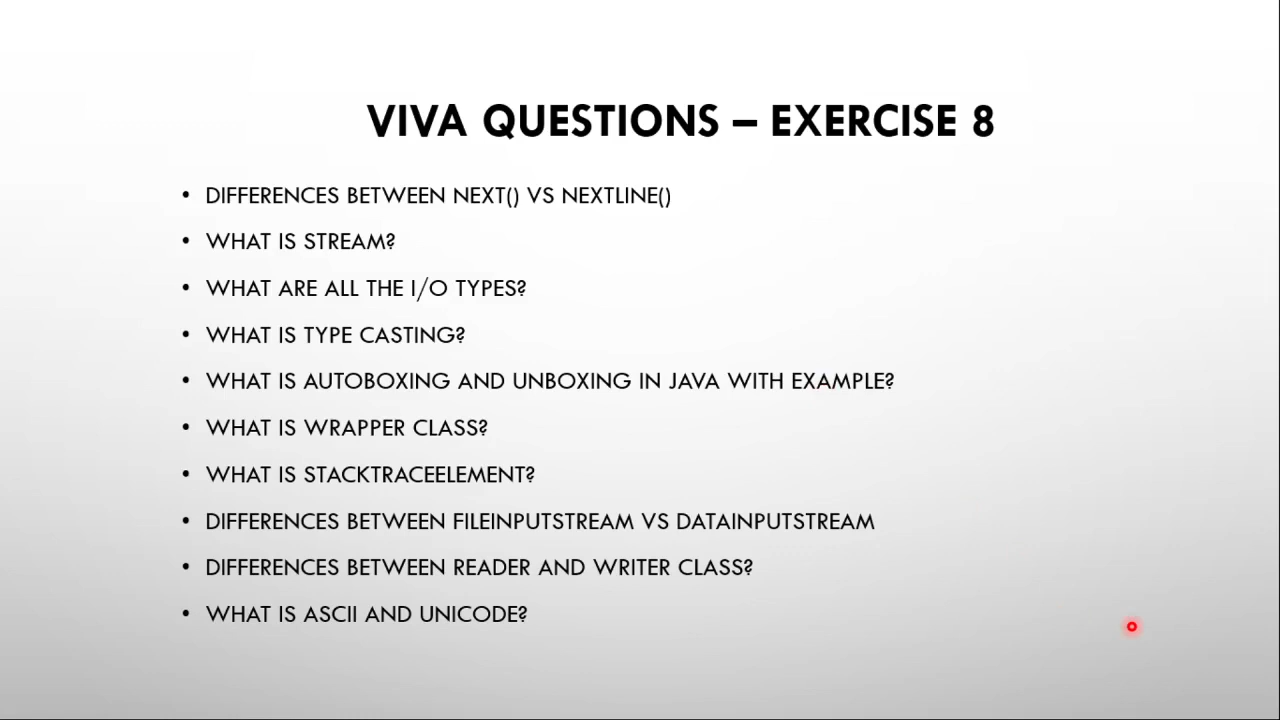 VIVA QUESTIONS – EXERCISE 8
• DIFFERENCES BETWEEN NEXT() VS NEXTLINE()
• WHAT IS STREAM?
• WHAT ARE ALL THE I/O TYPES?
• WHAT IS TYPE CASTING?
• WHAT IS AUTOBOXING AND UNBOXING IN JAVA WITH EXAMPLE?
• WHAT IS WRAPPER CLASS?
• WHAT IS STACKTRACEELEMENT?
• DIFFERENCES BETWEEN FILEINPUTSTREAM VS DATAINPUTSTREAM
• DIFFERENCES BETWEEN READER AND WRITER CLASS?
• WHAT IS ASCII AND UNICODE?